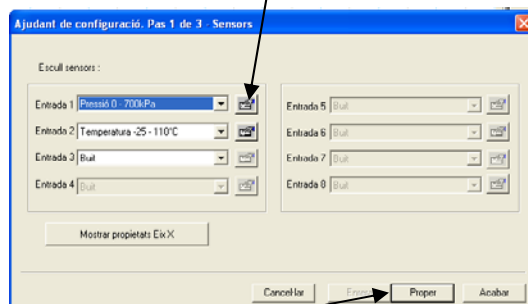 Ajudant de configuració. Pas 1 de 3 - Sensors
Escull sensors :
Entrada 1 Pressió 0 - 700kPa
Entrada 2 Temperatura -25 - 110°C
Entrada 3 Buit
Entrada 4 Buit
Entrada 5 Buit
Entrada 6 Buit
Entrada 7 Buit
Entrada 8 Buit
Mostrar propietats Eix X
Cancel·lar
Proper
Acabar